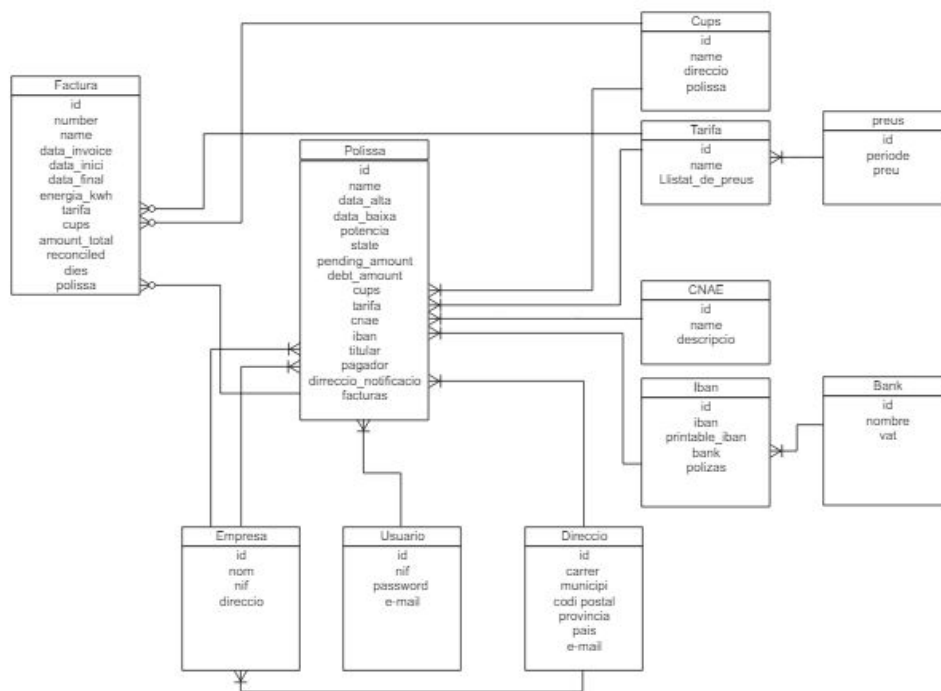 Cups
id
name
direccio
polissa
Factura
id
number
name
data_invoice
data_inici
data_final
energia_kwh
tarifa
cups
amount_total
reconciled
dies
polissa
Tarifa
id
name
Llistat_de_preus
preus
id
periode
preu
Polissa
id
name
data_alta
data_baixa
potencia
state
pending_amount
debt_amount
cups
tarifa
cnae
iban
titular
pagador
dirreccio_notificacio
facturas
CNAE
id
name
descripcio
Iban
id
iban
printable_iban
bank
polizas
Bank
id
nombre
vat
Empresa
id
nom
nif
direccio
Usuario
id
nif
password
e-mail
Direccio
id
carrer
municipi
codi postal
provincia
pais
e-mail